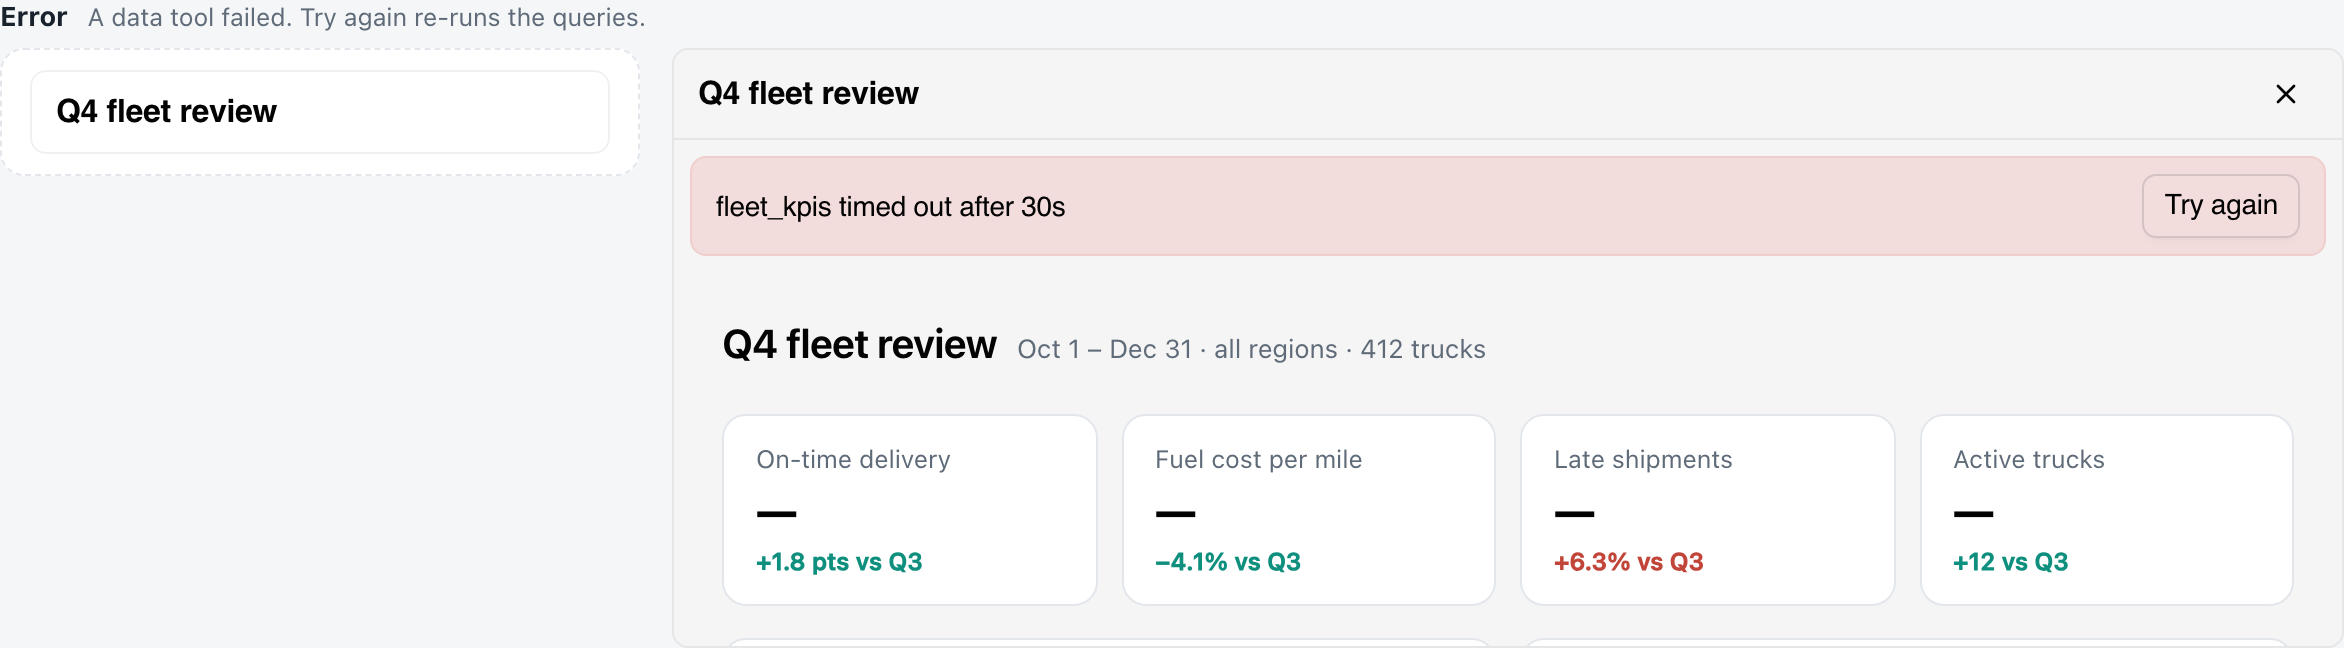 Error A data tool failed. Try again re-runs the queries.
Q4 fleet review
Q4 fleet review
fleet_kpis timed out after 30s
Try again
Q4 fleet review Oct 1 – Dec 31 · all regions · 412 trucks
On-time delivery
—
+1.8 pts vs Q3
Fuel cost per mile
—
−4.1% vs Q3
Late shipments
—
+6.3% vs Q3
Active trucks
—
+12 vs Q3